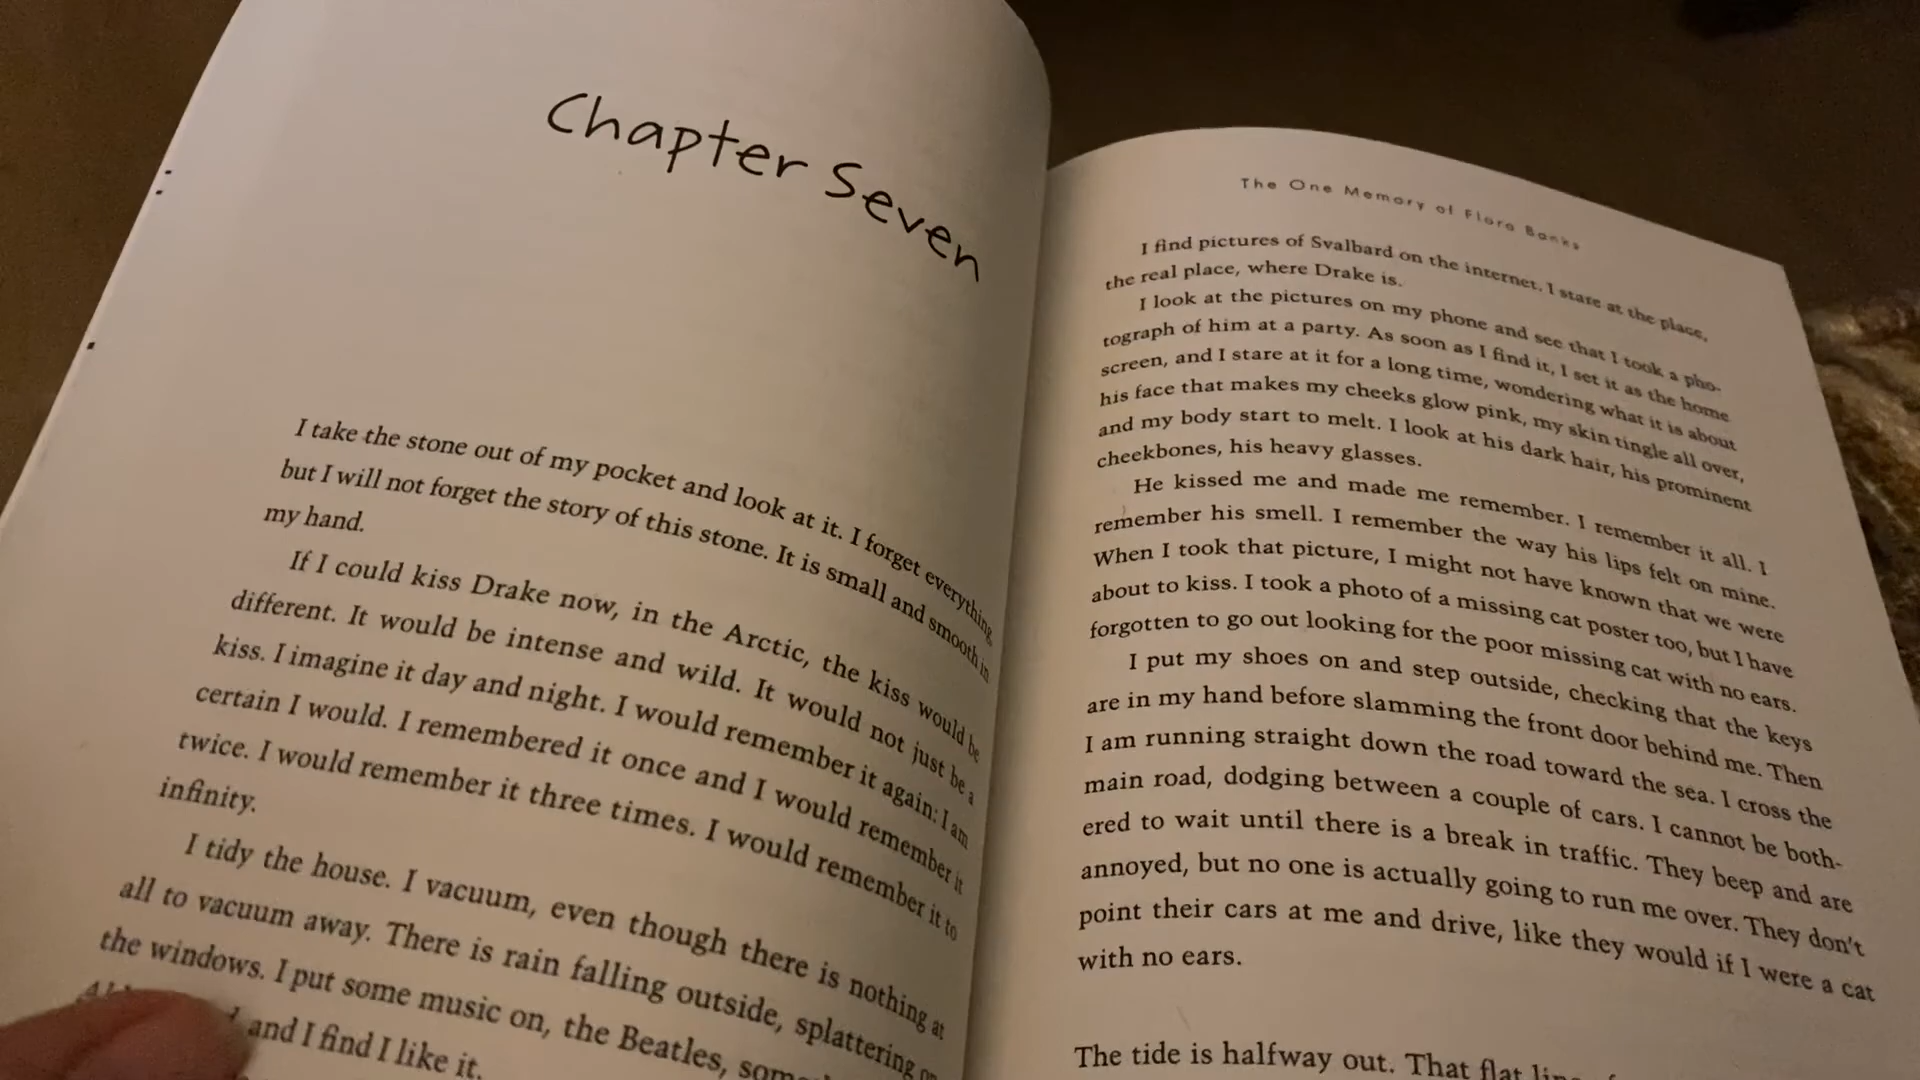 Chapter Seven
I take the stone out of my pocket and look at it. I forget everything,
but I will not forget the story of this stone. It is small and smooth in
my hand.
If I could kiss Drake now, in the Arctic, the kiss would be
different. It would be intense and wild. It would not just be a
kiss. I imagine it day and night. I would remember it again: I am
certain I would. I remembered it once and I would remember it
twice. I would remember it three times. I would remember it to
infinity.
I tidy the house. I vacuum, even though there is nothing at
all to vacuum away. There is rain falling outside, splattering on
the windows. I put some music on, the Beatles,
and I find I like it.
The One Memory of Flora Banks
I find pictures of Svalbard on the internet. I stare at the place,
the real place, where Drake is.
I look at the pictures on my phone and see that I took a pho-
tograph of him at a party. As soon as I find it, I set it as the home
screen, and I stare at it for a long time, wondering what it is about
his face that makes my cheeks glow pink, my skin tingle all over,
and my body start to melt. I look at his dark hair, his prominent
cheekbones, his heavy glasses.
He kissed me and made me remember. I remember it all. I
remember his smell. I remember the way his lips felt on mine.
When I took that picture, I might not have known that we were
about to kiss. I took a photo of a missing cat poster too, but I have
forgotten to go out looking for the poor missing cat with no ears.
I put my shoes on and step outside, checking that the keys
are in my hand before slamming the front door behind me. Then
I am running straight down the road toward the sea. I cross the
main road, dodging between a couple of cars. I cannot be both-
ered to wait until there is a break in traffic. They beep and are
annoyed, but no one is actually going to run me over. They don't
point their cars at me and drive, like they would if I were a cat
with no ears.
The tide is halfway out. That flat line